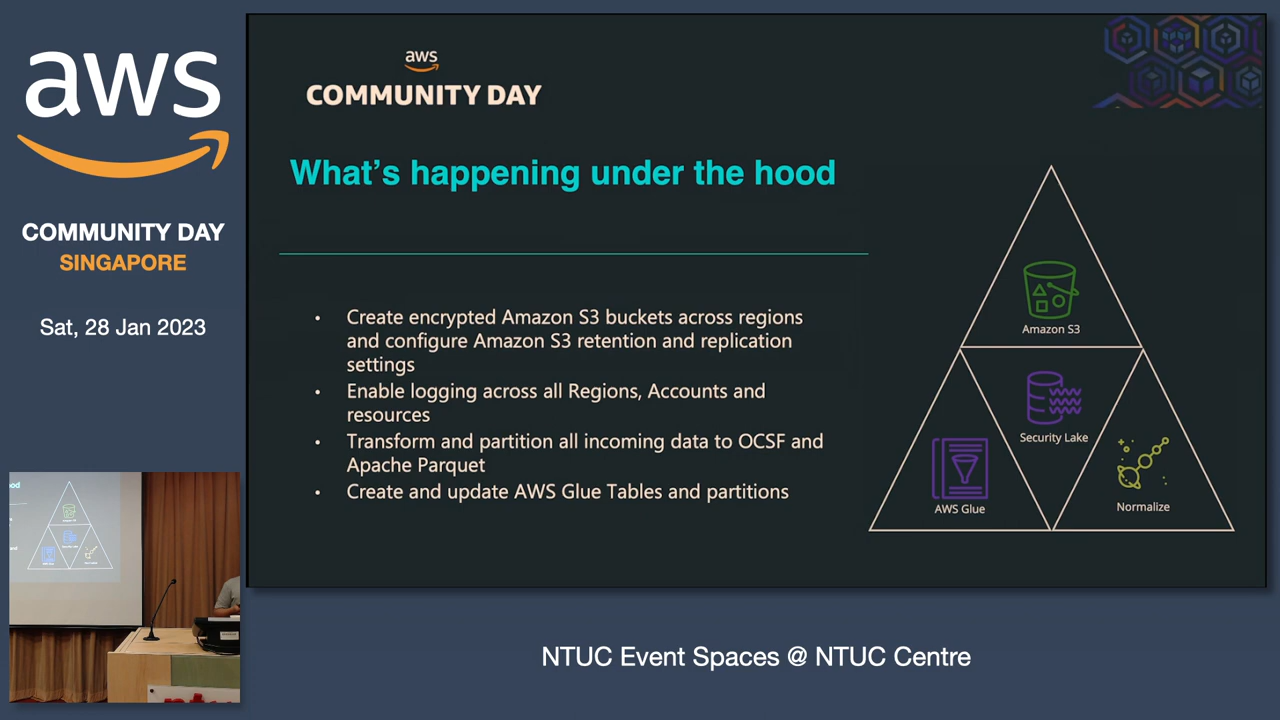 aws
COMMUNITY DAY
SINGAPORE
Sat, 28 Jan 2023
aws
COMMUNITY DAY
What's happening under the hood
• Create encrypted Amazon S3 buckets across regions
and configure Amazon S3 retention and replication
settings
• Enable logging across all Regions, Accounts and
resources
• Transform and partition all incoming data to OCSF and
Apache Parquet
• Create and update AWS Glue Tables and partitions
Amazon S3
Security Lake
AWS Glue
Normalize
NTUC Event Spaces @ NTUC Centre